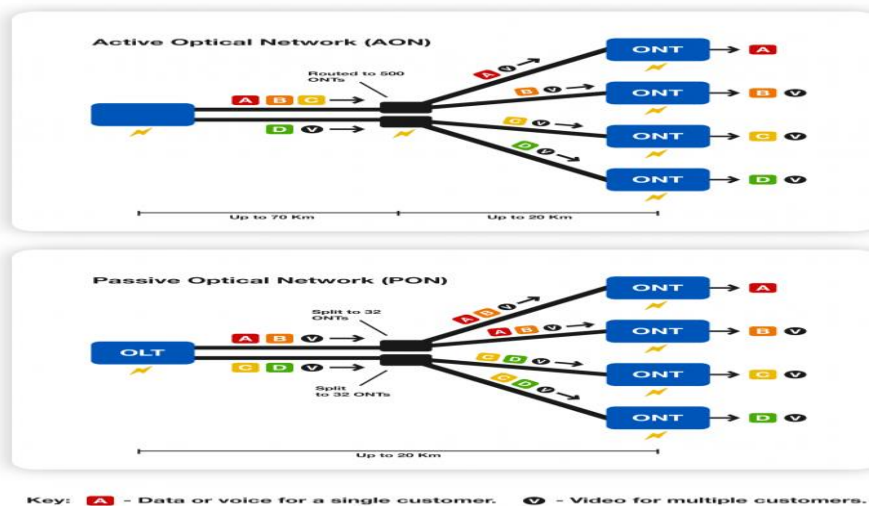 Active Optical Network (AON)
Routed to 500
ONTs
A B C
D V
A V
B V
C V
D V
ONT A
ONT B V
ONT C V
ONT D V
Up to 70 Km
Up to 20 Km
Passive Optical Network (PON)
Split to 32
ONTs
OLT
A B V
C D V
Split
to 32 ONTs
A B V
A B V
C D V
C D V
ONT A
ONT B V
ONT C V
ONT D V
Up to 20 Km
Key: A - Data or voice for a single customer. V - Video for multiple customers.